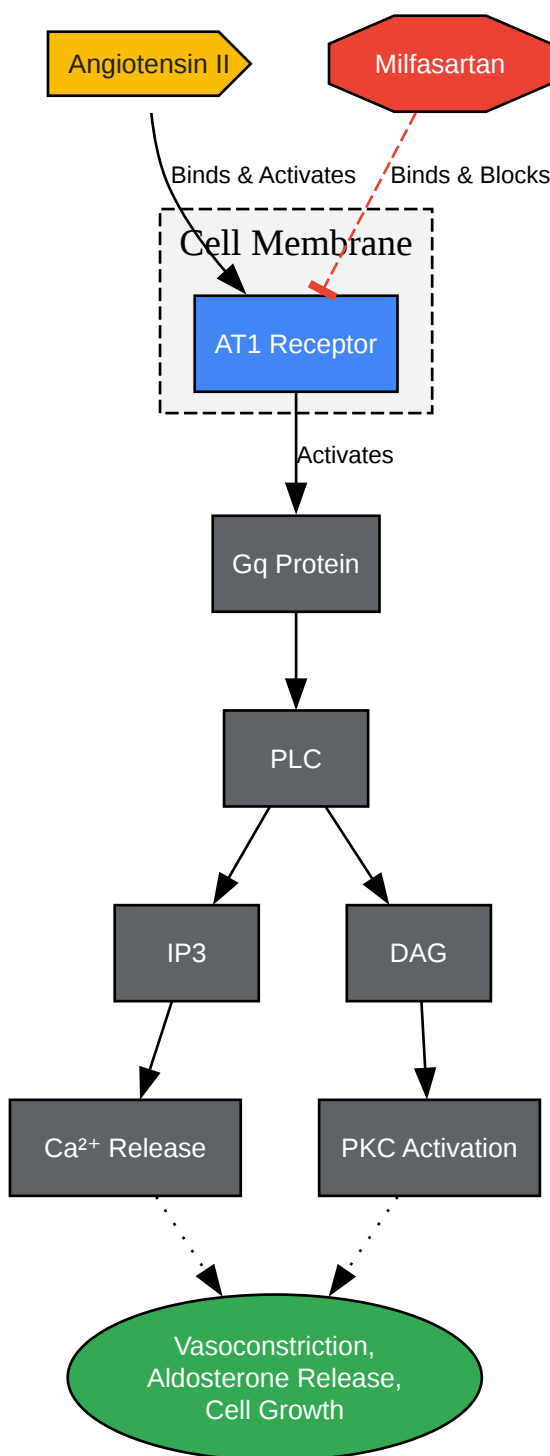 Angiotensin II
Milfasartan
Binds & Activates
Binds & Blocks
Cell Membrane
AT1 Receptor
Activates
Gq Protein
PLC
IP3
DAG
Ca²⁺ Release
PKC Activation
Vasoconstriction,
Aldosterone Release,
Cell Growth